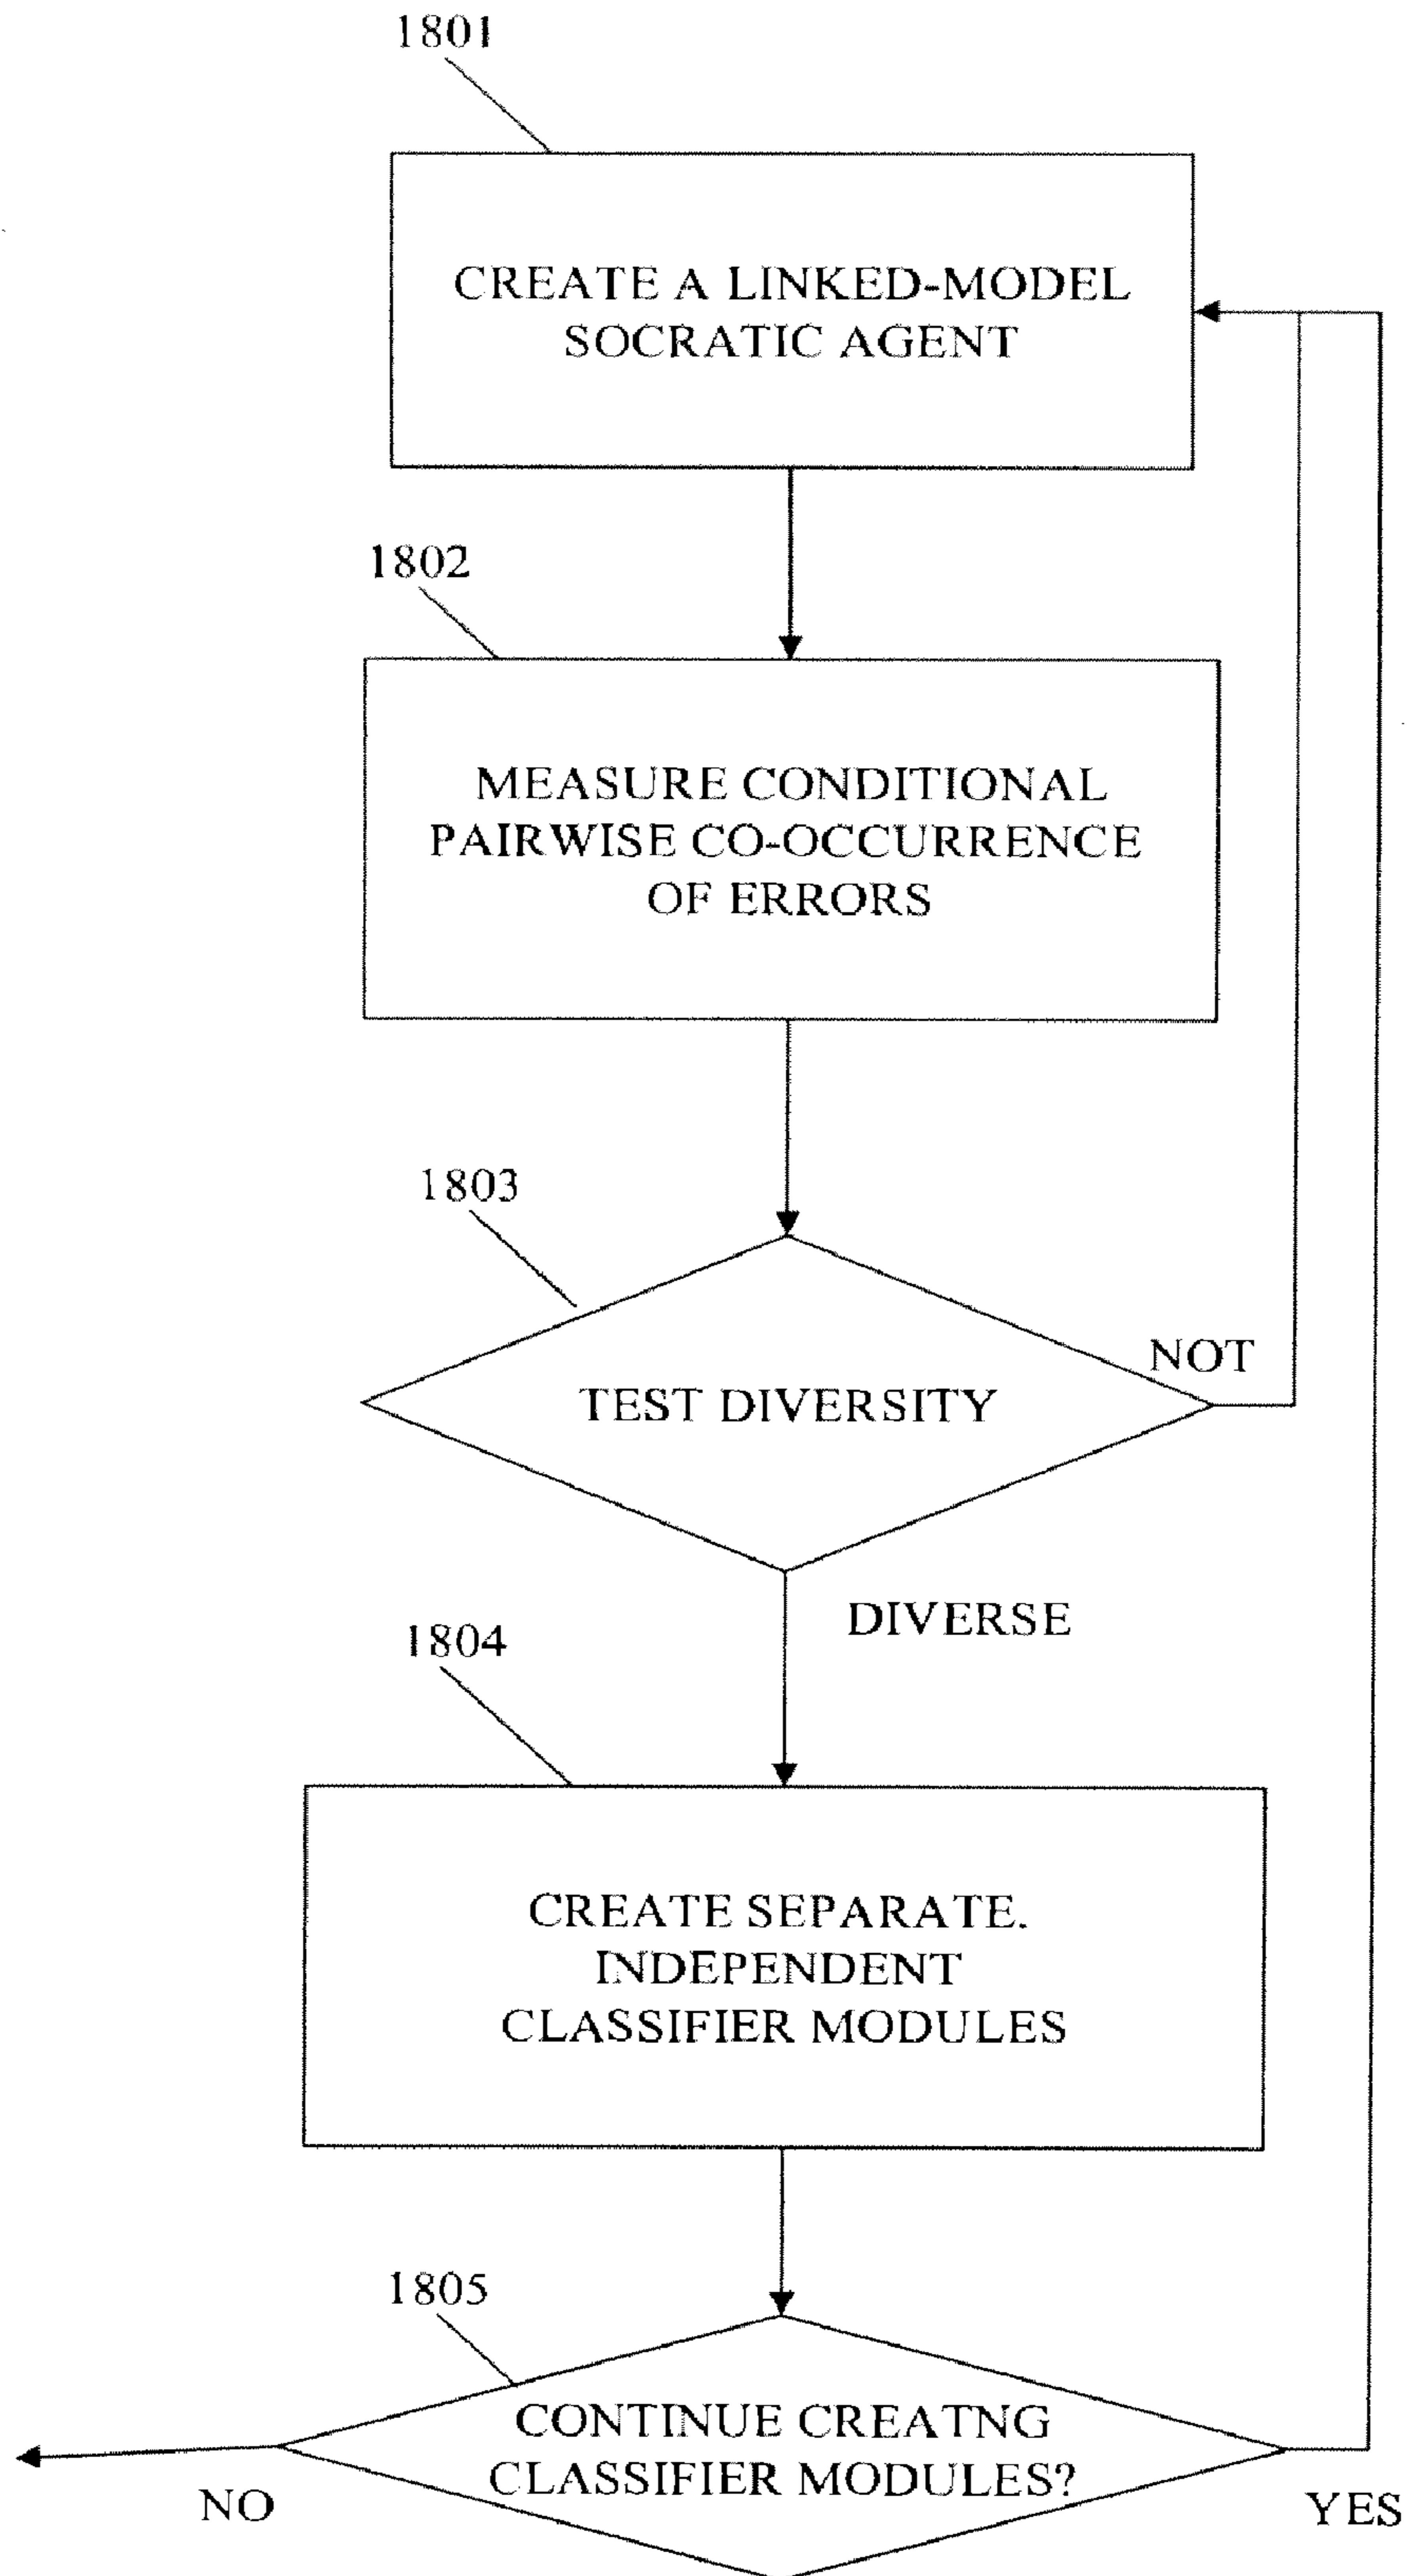 1801
CREATE A LINKED-MODEL
SOCRATIC AGENT
1802
MEASURE CONDITIONAL
PAIRWISE CO-OCCURRENCE
OF ERRORS
1803
NOT
TEST DIVERSITY
DIVERSE
1804
CREATE SEPARATE.
INDEPENDENT
CLASSIFIER MODULES
1805
CONTINUE CREATNG
CLASSIFIER MODULES?
NO
YES